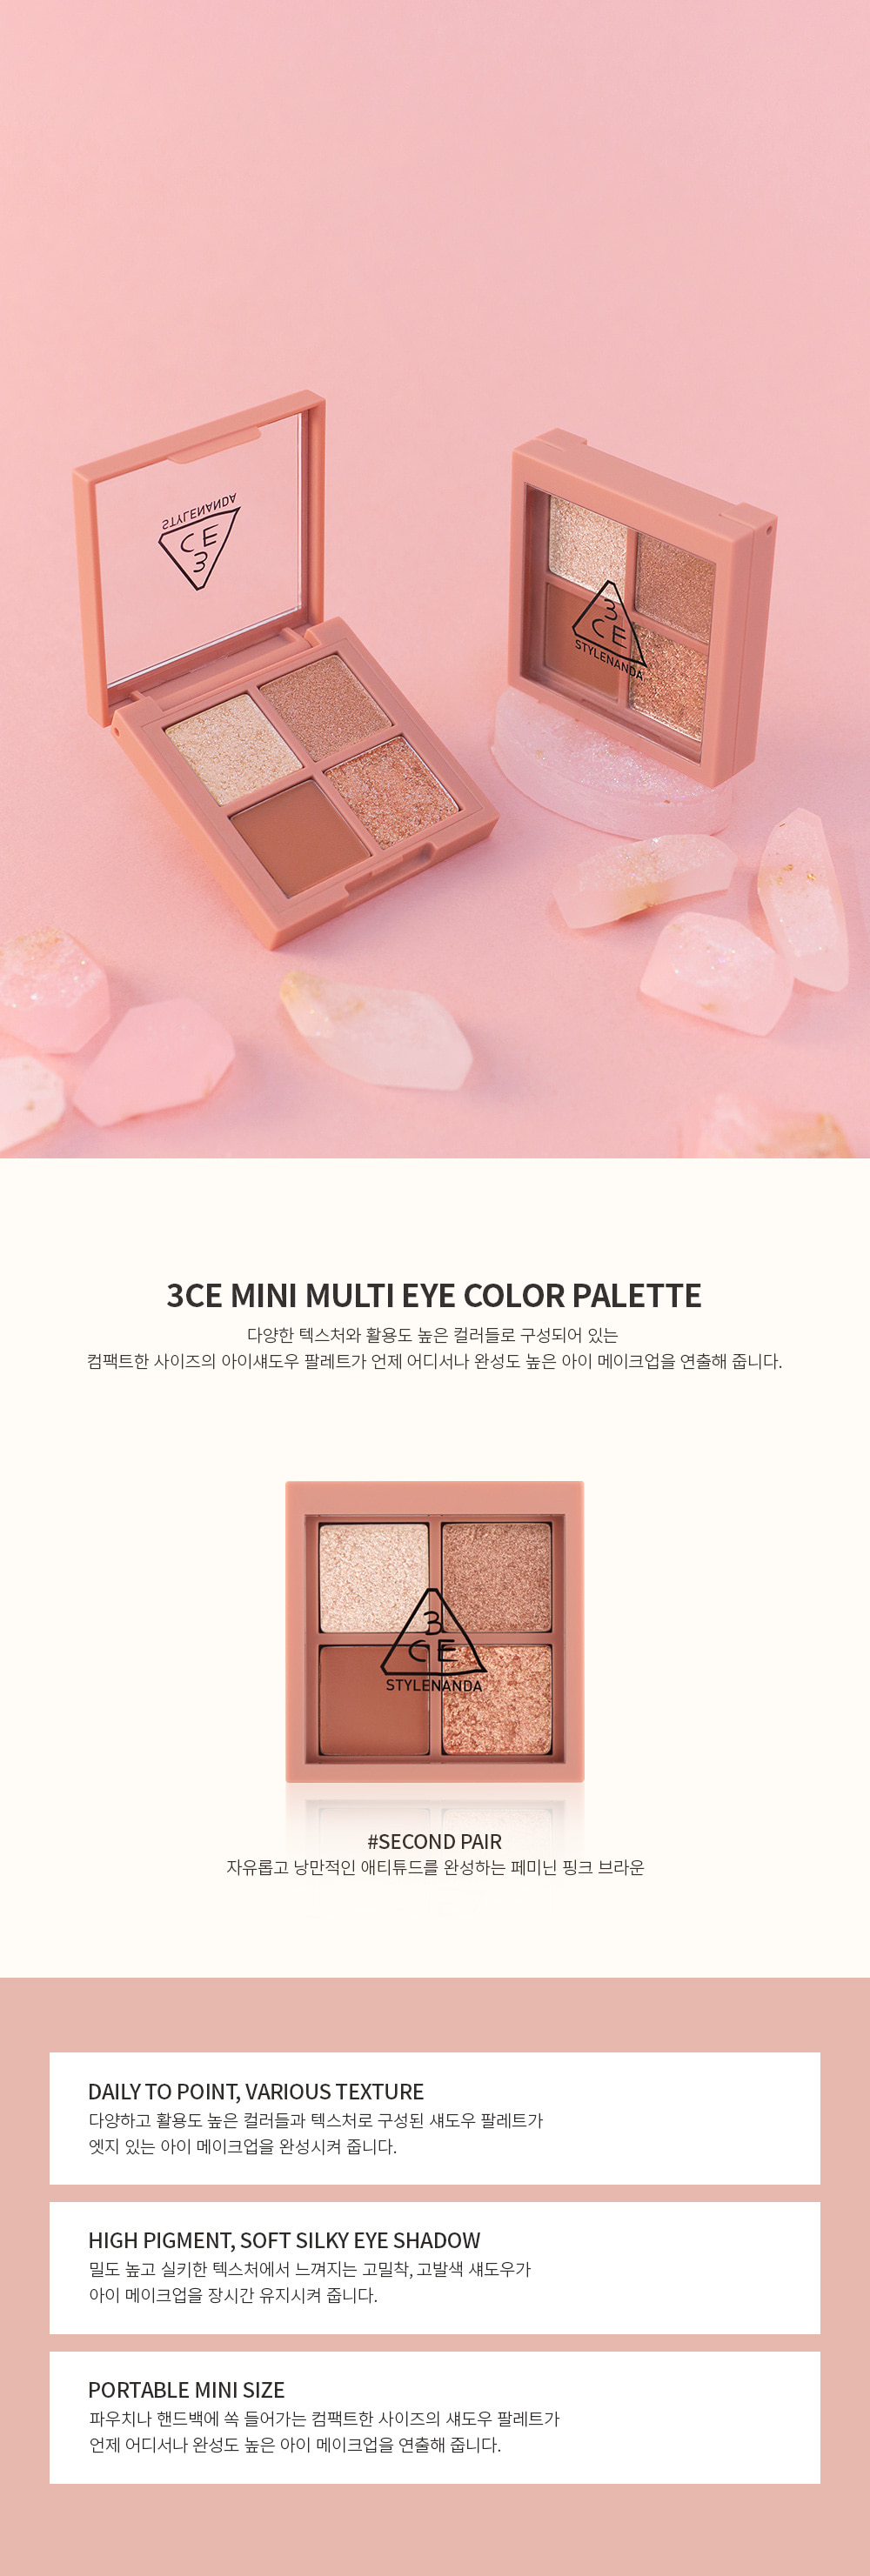 STYLENANDA
3
CE
3
CE
STYLENANDA
3CE MINI MULTI EYE COLOR PALETTE
다양한 텍스처와 활용도 높은 컬러들로 구성되어 있는
컴팩트한 사이즈의 아이섀도우 팔레트가 언제 어디서나 완성도 높은 아이 메이크업을 연출해 줍니다.
3
CE
STYLENANDA
#SECOND PAIR
자유롭고 낭만적인 애티튜드를 완성하는 페미닌 핑크 브라운
DAILY TO POINT, VARIOUS TEXTURE
다양하고 활용도 높은 컬러들과 텍스처로 구성된 섀도우 팔레트가
엣지 있는 아이 메이크업을 완성시켜 줍니다.
HIGH PIGMENT, SOFT SILKY EYE SHADOW
밀도 높고 실키한 텍스처에서 느껴지는 고밀착, 고발색 섀도우가
아이 메이크업을 장시간 유지시켜 줍니다.
PORTABLE MINI SIZE
파우치나 핸드백에 쏙 들어가는 컴팩트한 사이즈의 섀도우 팔레트가
언제 어디서나 완성도 높은 아이 메이크업을 연출해 줍니다.